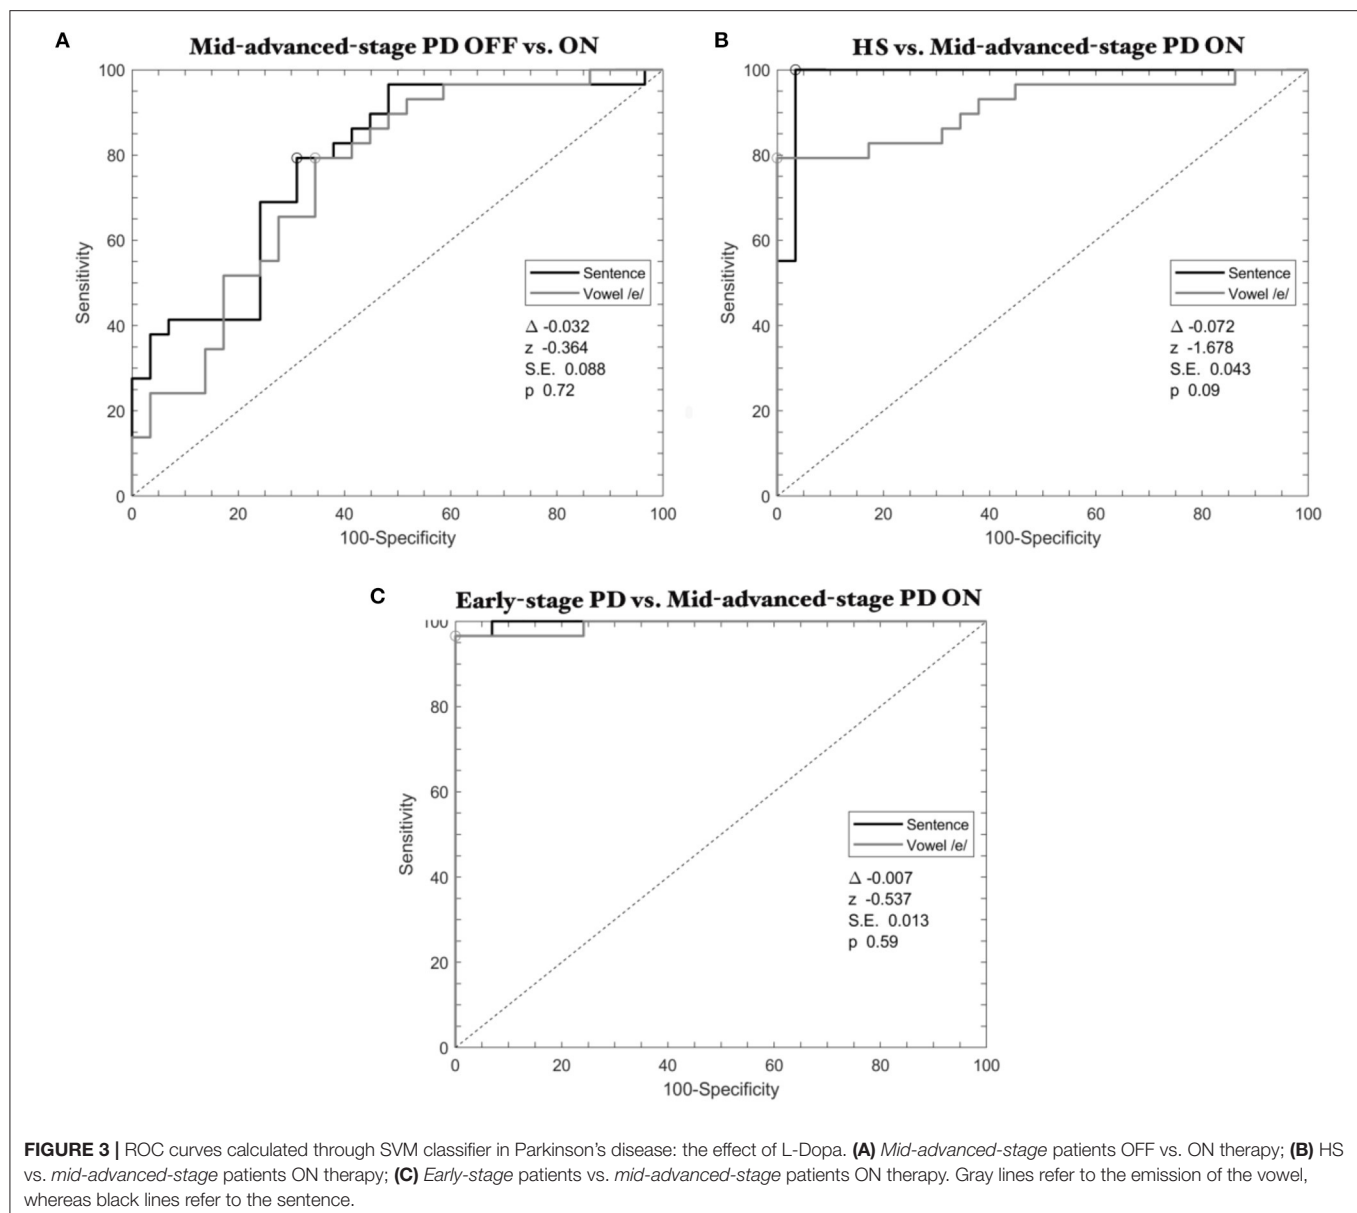 A
Mid-advanced-stage PD OFF vs. ON
100
80
60
40
20
0
Sensitivity
0 20 40 60 80 100
100-Specificity
Sentence
Vowel /e/
Δ -0.032
z -0.364
S.E. 0.088
p 0.72
B
HS vs. Mid-advanced-stage PD ON
100
80
60
40
20
0
Sensitivity
0 20 40 60 80 100
100-Specificity
Sentence
Vowel /e/
Δ -0.072
z -1.678
S.E. 0.043
p 0.09
C
Early-stage PD vs. Mid-advanced-stage PD ON
100
80
60
40
20
0
Sensitivity
0 20 40 60 80 100
100-Specificity
Sentence
Vowel /e/
Δ -0.007
z -0.537
S.E. 0.013
p 0.59
FIGURE 3 | ROC curves calculated through SVM classifier in Parkinson's disease: the effect of L-Dopa. (A) Mid-advanced-stage patients OFF vs. ON therapy; (B) HS
vs. mid-advanced-stage patients ON therapy; (C) Early-stage patients vs. mid-advanced-stage patients ON therapy. Gray lines refer to the emission of the vowel,
whereas black lines refer to the sentence.